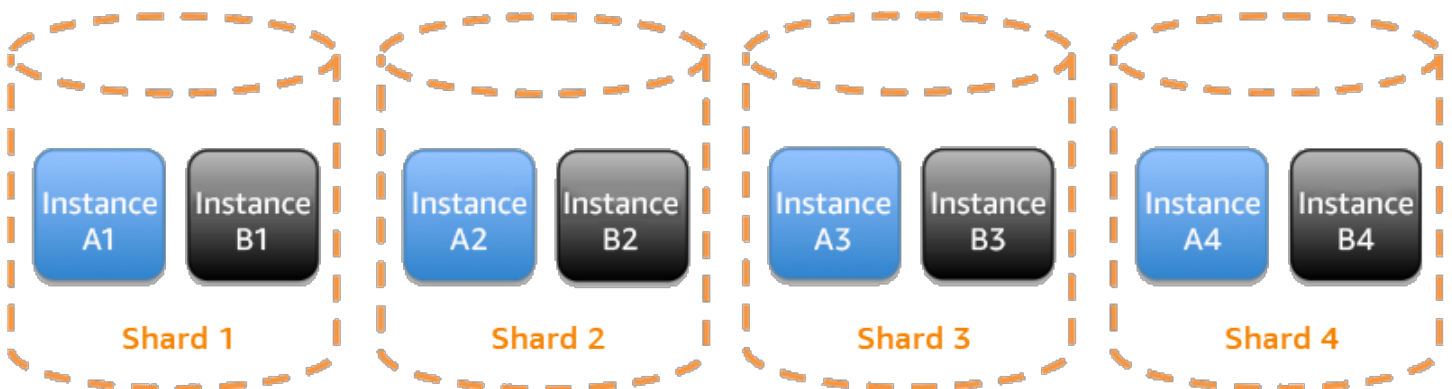 Instance
A1
Instance
B1
Shard 1
Instance
A2
Instance
B2
Shard 2
Instance
A3
Instance
B3
Shard 3
Instance
A4
Instance
B4
Shard 4